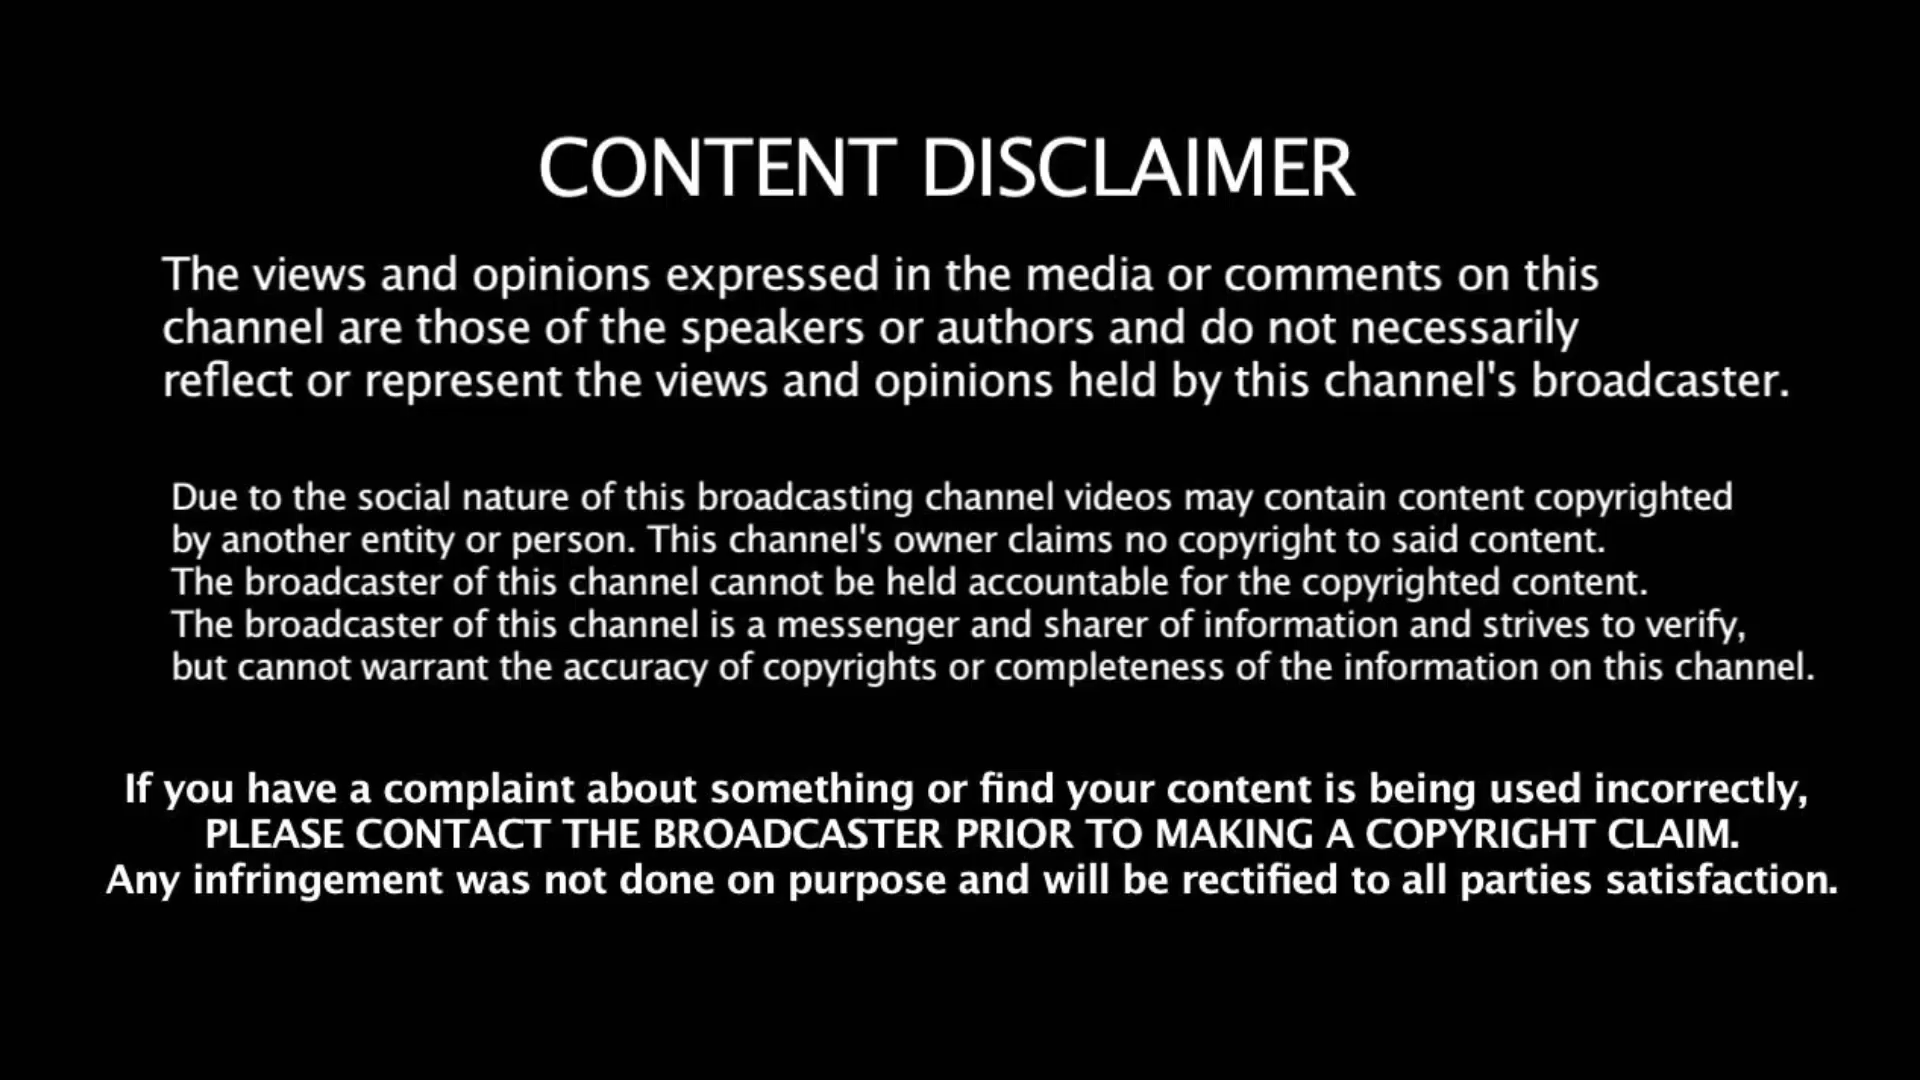 CONTENT DISCLAIMER
The views and opinions expressed in the media or comments on this
channel are those of the speakers or authors and do not necessarily
reflect or represent the views and opinions held by this channel's broadcaster.
Due to the social nature of this broadcasting channel videos may contain content copyrighted
by another entity or person. This channel's owner claims no copyright to said content.
The broadcaster of this channel cannot be held accountable for the copyrighted content.
The broadcaster of this channel is a messenger and sharer of information and strives to verify,
but cannot warrant the accuracy of copyrights or completeness of the information on this channel.
If you have a complaint about something or find your content is being used incorrectly,
PLEASE CONTACT THE BROADCASTER PRIOR TO MAKING A COPYRIGHT CLAIM.
Any infringement was not done on purpose and will be rectified to all parties satisfaction.